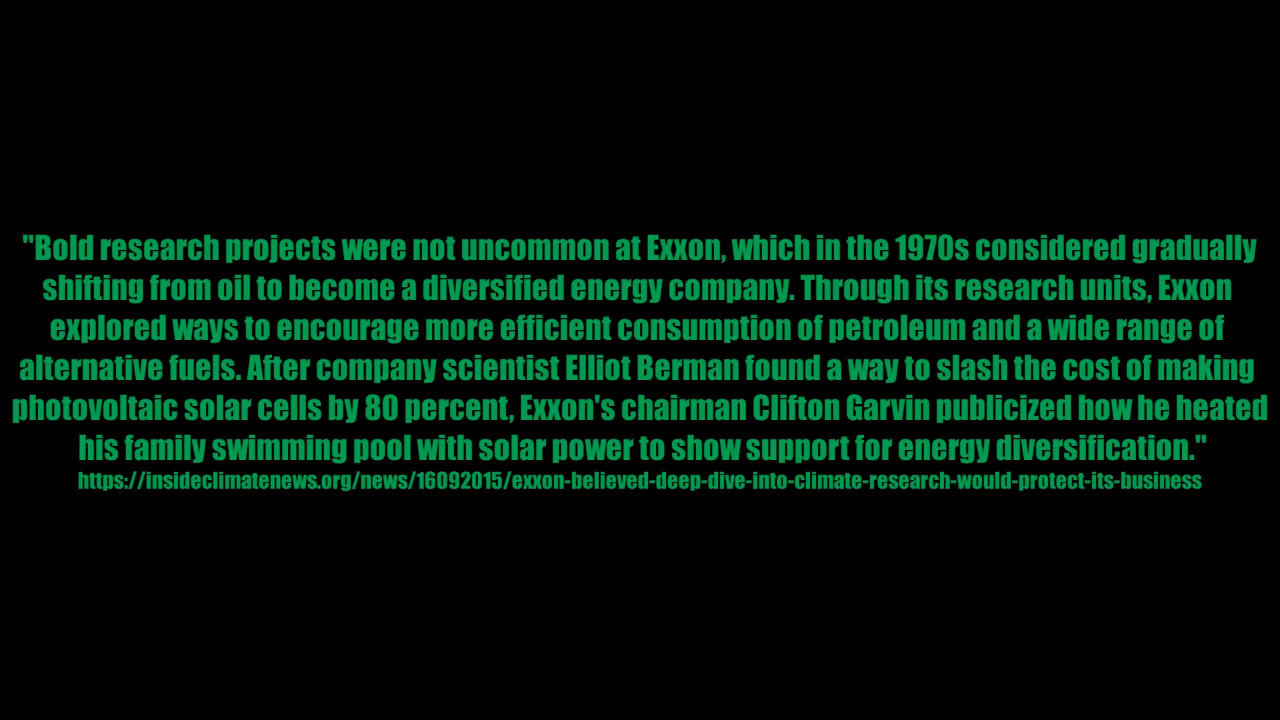 "Bold research projects were not uncommon at Exxon, which in the 1970s considered gradually
shifting from oil to become a diversified energy company. Through its research units, Exxon
explored ways to encourage more efficient consumption of petroleum and a wide range of
alternative fuels. After company scientist Elliot Berman found a way to slash the cost of making
photovoltaic solar cells by 80 percent, Exxon's chairman Clifton Garvin publicized how he heated
his family swimming pool with solar power to show support for energy diversification."
https://insideclimatenews.org/news/16092015/exxon-believed-deep-dive-into-climate-research-would-protect-its-business